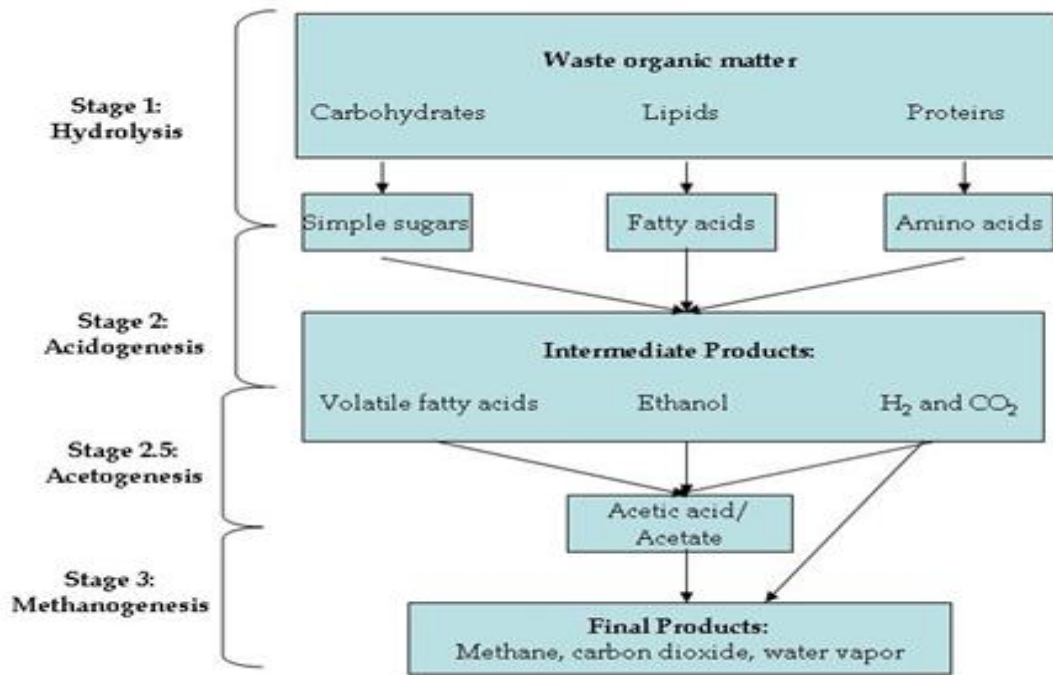 Waste organic matter
Stage 1:
Hydrolysis
Carbohydrates Lipids Proteins
Simple sugars Fatty acids Amino acids
Stage 2:
Acidogenesis
Intermediate Products:
Volatile fatty acids Ethanol H₂ and CO₂
Stage 2.5:
Acetogenesis
Acetic acid/
Acetate
Stage 3:
Methanogenesis
Final Products:
Methane, carbon dioxide, water vapor